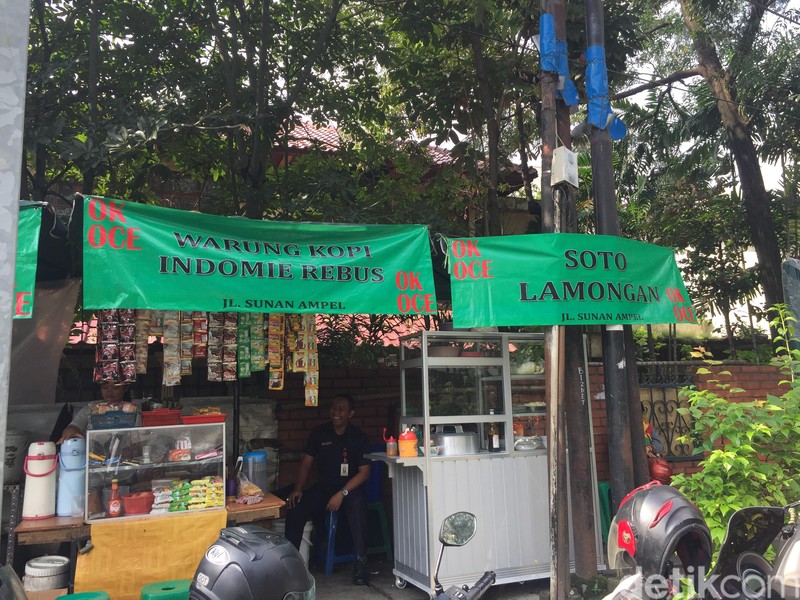 OK
OCE
WARUNG KOPI
INDOMIE REBUS
OK
OCE
JL. SUNAN AMPEL
OK
OCE
SOTO
LAMONGAN
OK
OCE
JL. SUNAN AMPEL
detikcom